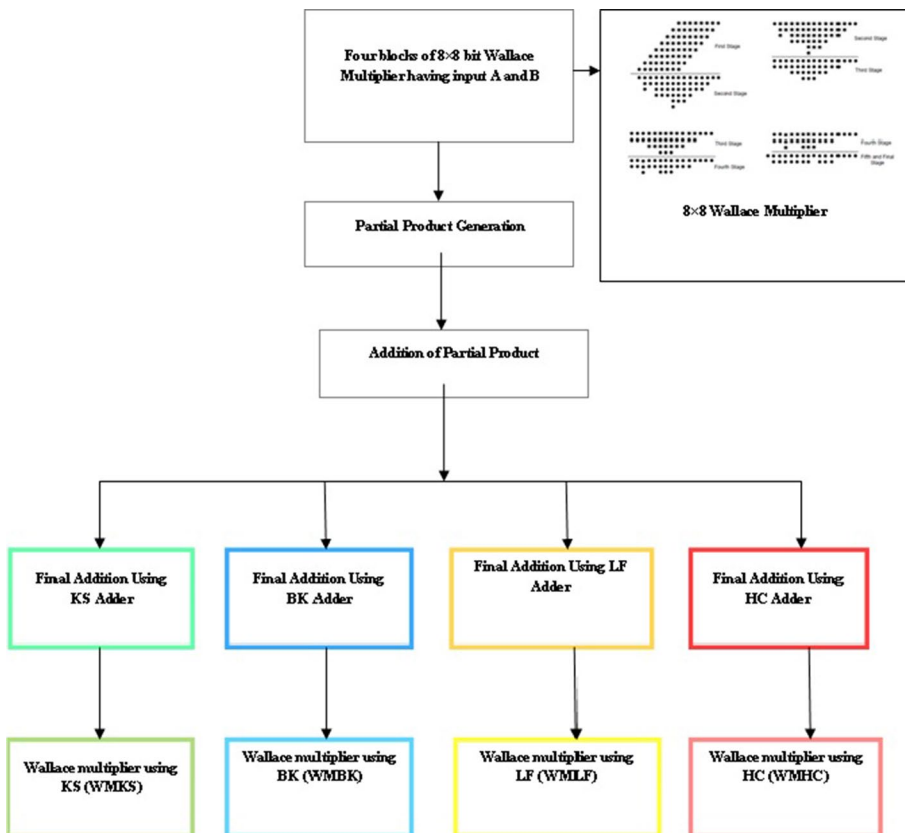 Four blocks of 8×8 bit Wallace
Multiplier having input A and B
First Stage
Second Stage
Second Stage
Third Stage
Third Stage
Fourth Stage
Fourth Stage
Fifth and Final
Stage
8×8 Wallace Multiplier
Partial Product Generation
Addition of Partial Product
Final Addition Using
KS Adder
Final Addition Using
BK Adder
Final Addition Using LF
Adder
Final Addition Using
HC Adder
Wallace multiplier using
KS (WMKS)
Wallace multiplier using
BK (WMBK)
Wallace multiplier using
LF (WMLF)
Wallace multiplier using
HC (WMHC)